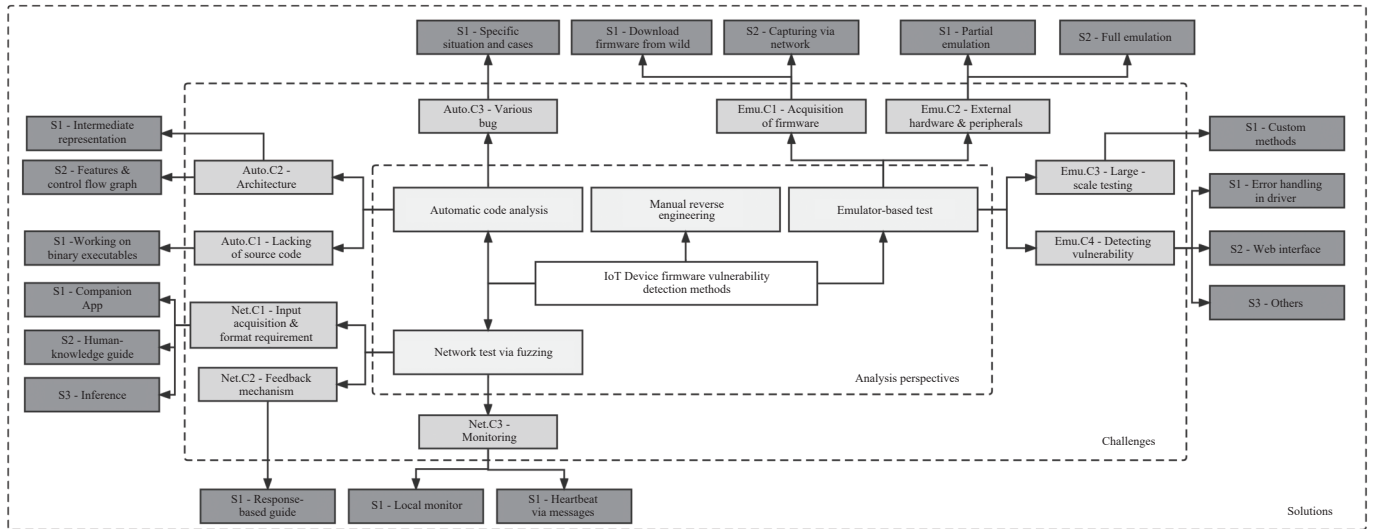 S1 - Specific
situation and cases
S1 - Download
firmware from wild
S2 - Capturing via
network
S1 - Partial
emulation
S2 - Full emulation
Auto.C3 - Various
bug
Emu.C1 - Acquisition
of firmware
Emu.C2 - External
hardware & peripherals
S1 - Intermediate
representation
S2 - Features &
control flow graph
Auto.C2 -
Architecture
S1 -Working on
binary executables
Auto.C1 - Lacking
of source code
Automatic code analysis
Manual reverse
engineering
Emulator-based test
Emu.C3 - Large -
scale testing
S1 - Custom
methods
S1 - Error handling
in driver
Emu.C4 - Detecting
vulnerability
S2 - Web interface
S3 - Others
IoT Device firmware vulnerability
detection methods
S1 - Companion
App
S2 - Human-
knowledge guide
S3 - Inference
Net.C1 - Input
acquisition &
format requirement
Net.C2 - Feedback
mechanism
Network test via fuzzing
Analysis perspectives
Net.C3 -
Monitoring
Challenges
S1 - Response-
based guide
S1 - Local monitor
S1 - Heartbeat
via messages
Solutions